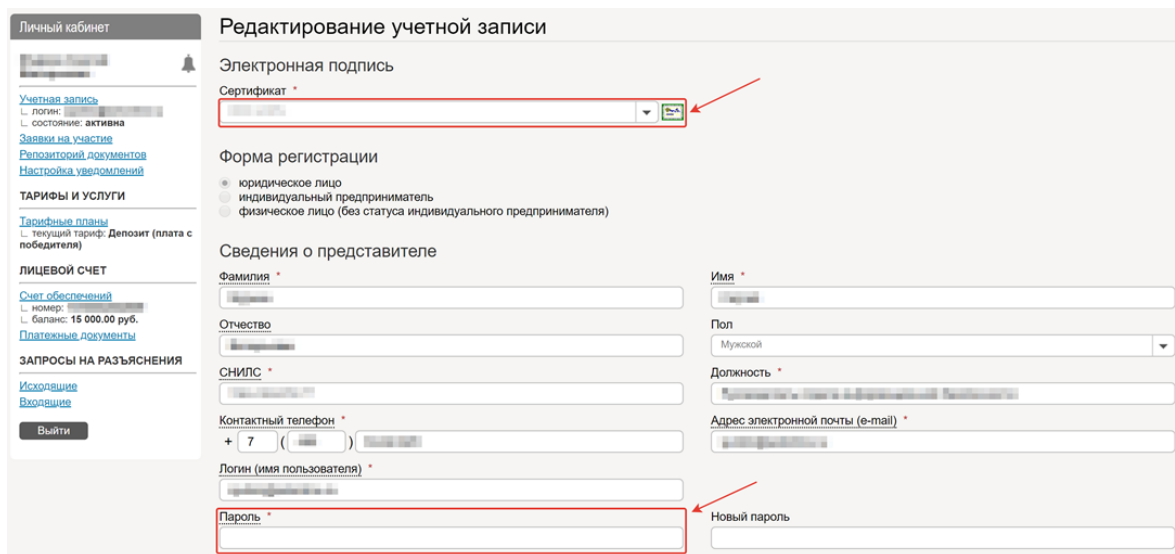 Личный кабинет
Учетная запись
логин:
состояние: активна
Заявки на участие
Репозиторий документов
Настройка уведомлений
ТАРИФЫ И УСЛУГИ
Тарифные планы
текущий тариф: Депозит (плата с
победителя)
ЛИЦЕВОЙ СЧЕТ
Счет обеспечений
номер:
баланс: 15 000.00 руб.
Платежные документы
ЗАПРОСЫ НА РАЗЪЯСНЕНИЯ
Исходящие
Входящие
Выйти
Редактирование учетной записи
Электронная подпись
Сертификат *
Форма регистрации
юридическое лицо
индивидуальный предприниматель
физическое лицо (без статуса индивидуального предпринимателя)
Сведения о представителе
Фамилия *
Имя *
Отчество
Пол
Мужской
СНИЛС *
Должность *
Контактный телефон *
+ 7 ( )
Адрес электронной почты (e-mail) *
Логин (имя пользователя) *
Пароль *
Новый пароль